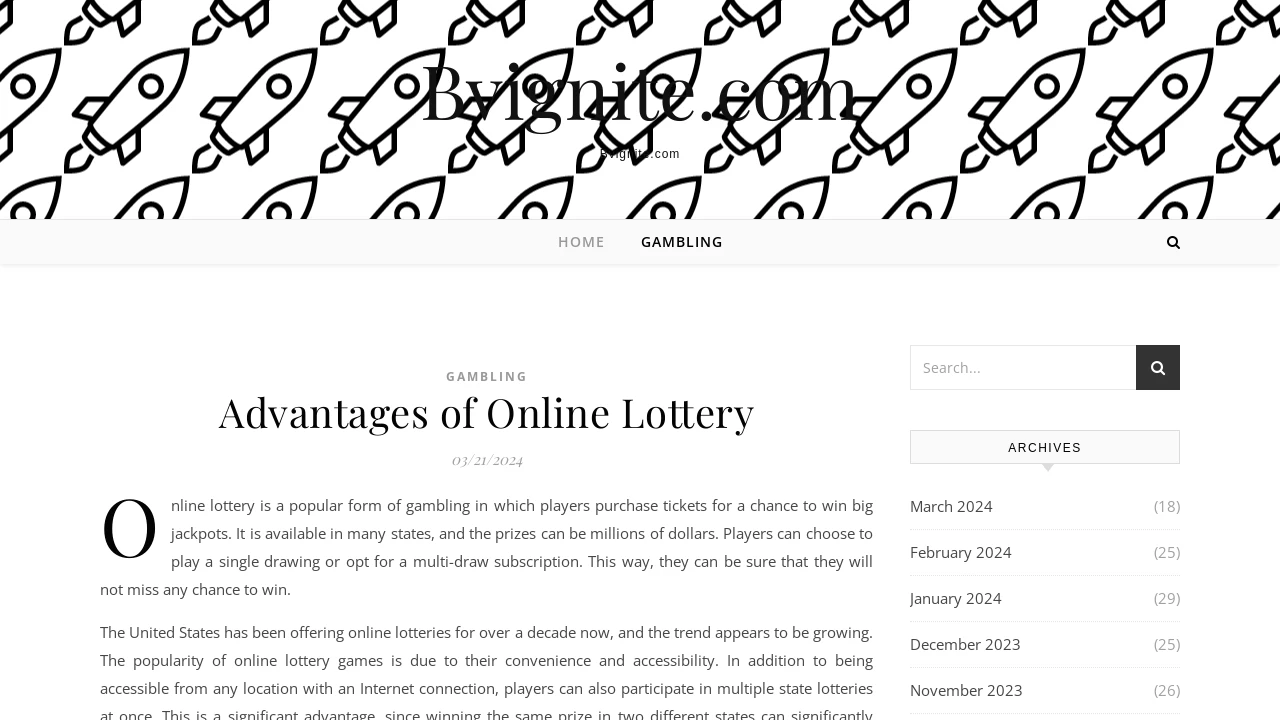 Bvignite.com
Bvignite.com
HOME
GAMBLING
GAMBLING
Advantages of Online Lottery
03/21/2024
Online lottery is a popular form of gambling in which players purchase tickets for a chance to win big
jackpots. It is available in many states, and the prizes can be millions of dollars. Players can choose to
play a single drawing or opt for a multi-draw subscription. This way, they can be sure that they will
not miss any chance to win.
The United States has been offering online lotteries for over a decade now, and the trend appears to be growing.
The popularity of online lottery games is due to their convenience and accessibility. In addition to being
accessible from any location with an Internet connection, players can also participate in multiple state lotteries
at once. This is a significant advantage, since winning the same prize in two different states can significantly
Search...
ARCHIVES
March 2024 (18)
February 2024 (25)
January 2024 (29)
December 2023 (25)
November 2023 (26)